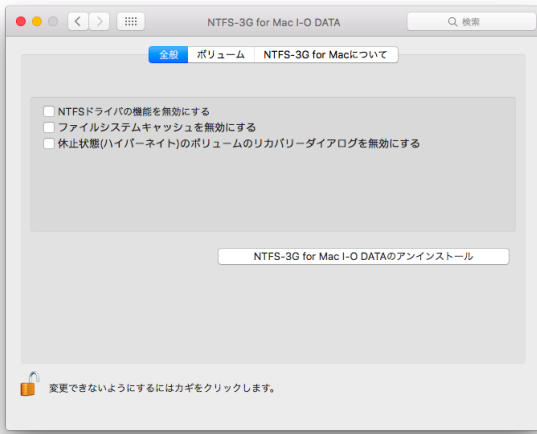 NTFS-3G for Mac I-O DATA
検索
全般 ボリューム NTFS-3G for Macについて
NTFSドライバの機能を無効にする
ファイルシステムキャッシュを無効にする
休止状態(ハイバーネイト)のボリュームのリカバリーダイアログを無効にする
NTFS-3G for Mac I-O DATAのアンインストール
変更できないようにするにはカギをクリックします。